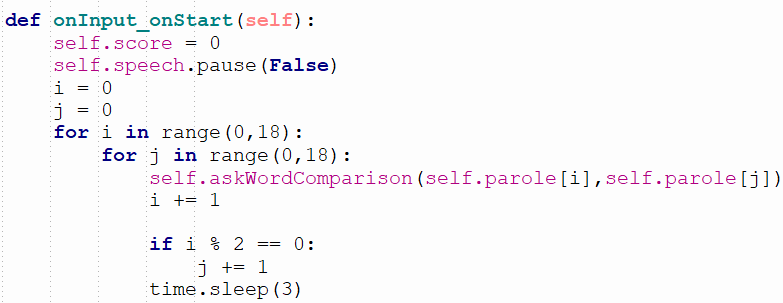 def onInput_onStart(self):
    self.score = 0
    self.speech.pause(False)
    i = 0
    j = 0
    for i in range(0,18):
        for j in range(0,18):
            self.askWordComparison(self.parole[i],self.parole[j])
            i += 1

            if i % 2 == 0:
                j += 1
            time.sleep(3)